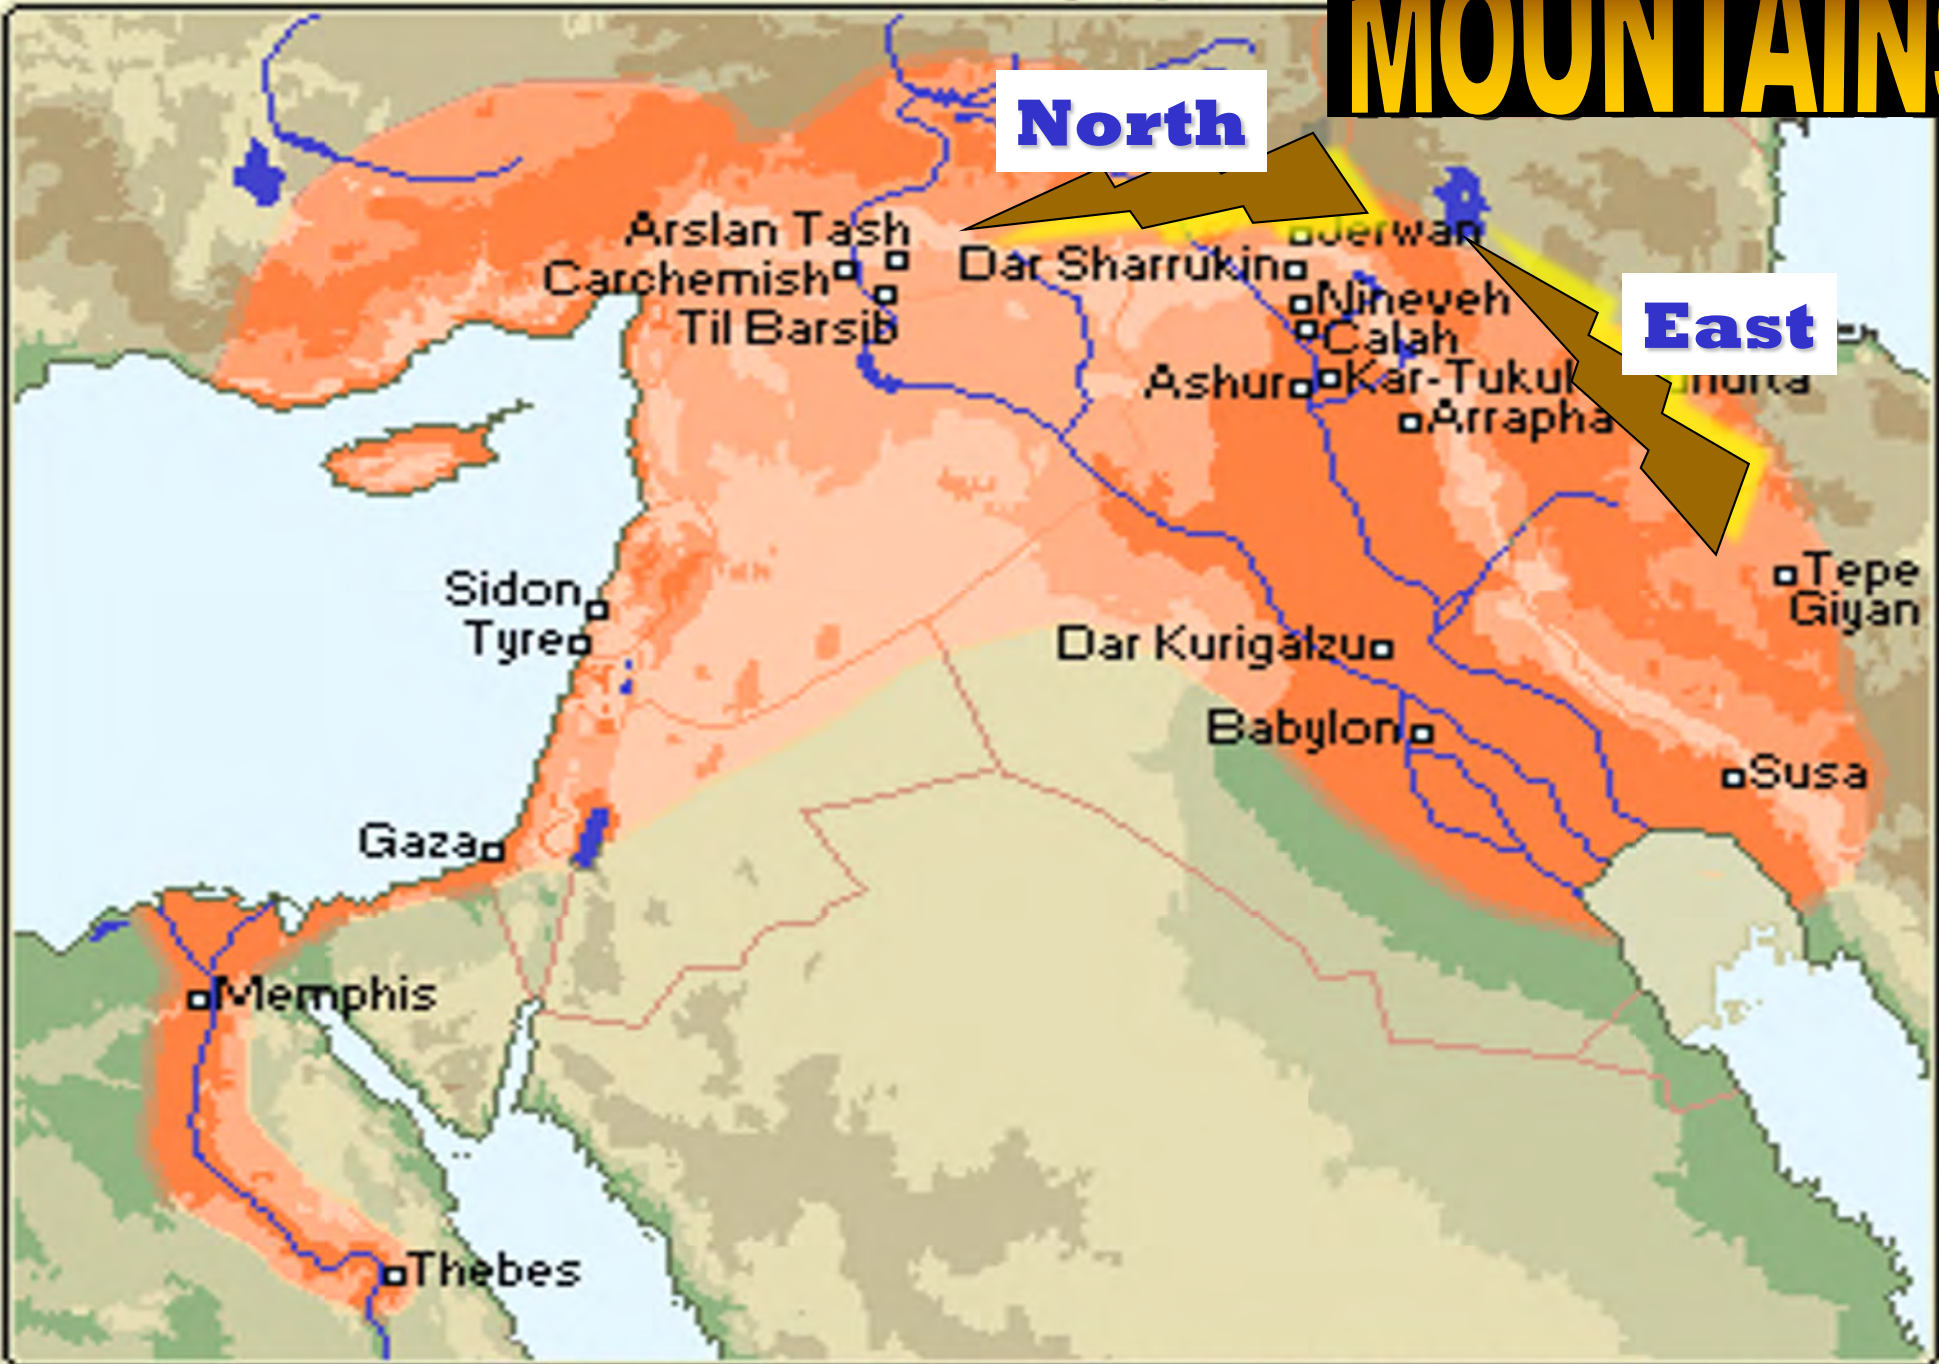 MOUNTAINS
North
Arslan Tash
Jerwan
Carchemish
Dar Sharrukin
Nineveh
East
Til Barsib
Calah
Ashur
Kar-Tukul
Arrapha
Sidon
Tepe
Giyan
Tyre
Dar Kurigalzu
Babylon
Susa
Gaza
Memphis
Thebes